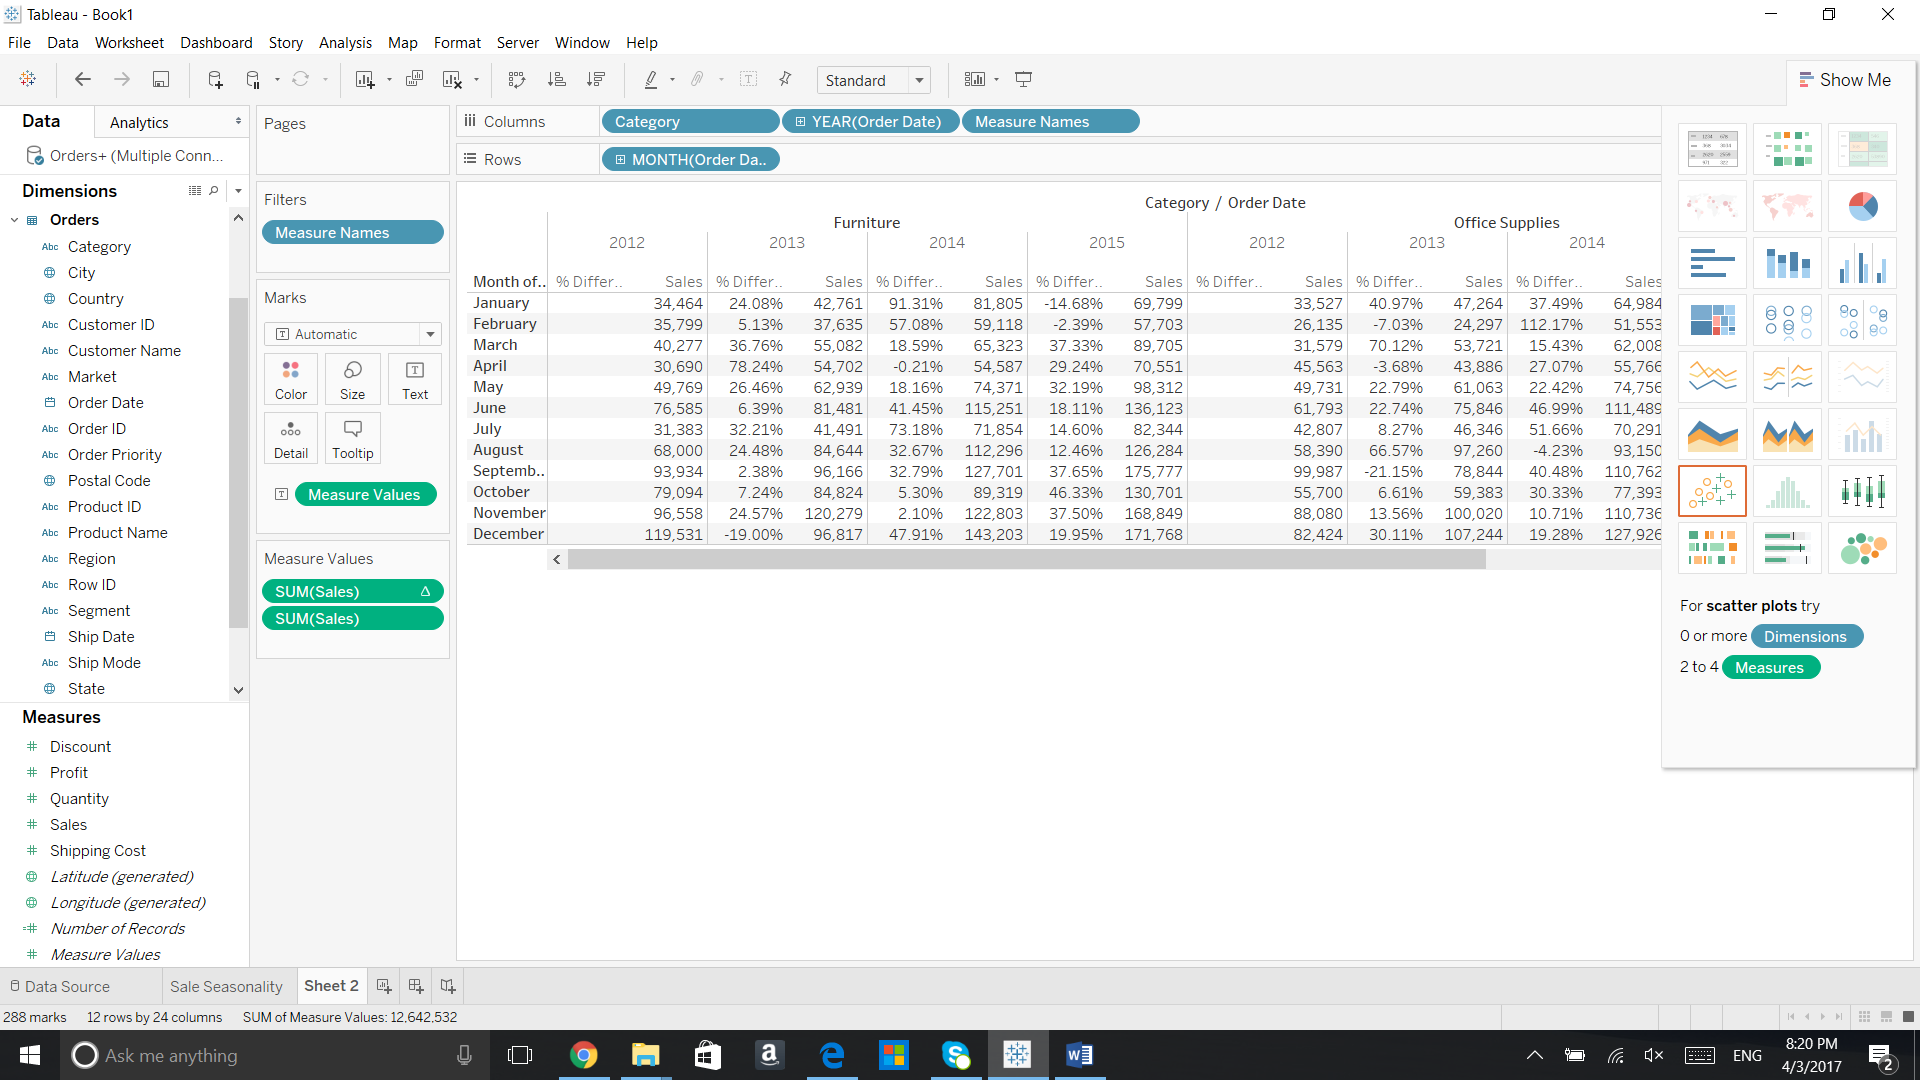 Tableau - Book1
File Data Worksheet Dashboard Story Analysis Map Format Server Window Help
Standard
Show Me
Data Analytics
Orders+ (Multiple Conn...
Dimensions
Orders
Abc Category
City
Country
Abc Customer ID
Abc Customer Name
Abc Market
Order Date
Abc Order ID
Abc Order Priority
Postal Code
Abc Product ID
Abc Product Name
Abc Region
Abc Row ID
Abc Segment
Ship Date
Abc Ship Mode
State
Measures
Discount
Profit
Quantity
Sales
Shipping Cost
Latitude (generated)
Longitude (generated)
Number of Records
Measure Values
Pages
Filters
Measure Names
Marks
Automatic
Color Size Text
Detail Tooltip
Measure Values
Measure Values
SUM(Sales) Δ
SUM(Sales)
Columns Category YEAR(Order Date) Measure Names
Rows MONTH(Order Da..
Category / Order Date
Furniture Office Supplies
2012 2013 2014 2015 2012 2013 2014
Month of.. % Differ.. Sales % Differ.. Sales % Differ.. Sales % Differ.. Sales % Differ.. Sales % Differ.. Sales % Differ.. Sales
January 34,464 24.08% 42,761 91.31% 81,805 -14.68% 69,799 33,527 40.97% 47,264 37.49% 64,984
February 35,799 5.13% 37,635 57.08% 59,118 -2.39% 57,703 26,135 -7.03% 24,297 112.17% 51,553
March 40,277 36.76% 55,082 18.59% 65,323 37.33% 89,705 31,579 70.12% 53,721 15.43% 62,008
April 30,690 78.24% 54,702 -0.21% 54,587 29.24% 70,551 45,563 -3.68% 43,886 27.07% 55,766
May 49,769 26.46% 62,939 18.16% 74,371 32.19% 98,312 49,731 22.79% 61,063 22.42% 74,756
June 76,585 6.39% 81,481 41.45% 115,251 18.11% 136,123 61,793 22.74% 75,846 46.99% 111,489
July 31,383 32.21% 41,491 73.18% 71,854 14.60% 82,344 42,807 8.27% 46,346 51.66% 70,291
August 68,000 24.48% 84,644 32.67% 112,296 12.46% 126,284 58,390 66.57% 97,260 -4.23% 93,150
Septemb.. 93,934 2.38% 96,166 32.79% 127,701 37.65% 175,777 99,987 -21.15% 78,844 40.48% 110,762
October 79,094 7.24% 84,824 5.30% 89,319 46.33% 130,701 55,700 6.61% 59,383 30.33% 77,393
November 96,558 24.57% 120,279 2.10% 122,803 37.50% 168,849 88,080 13.56% 100,020 10.71% 110,736
December 119,531 -19.00% 96,817 47.91% 143,203 19.95% 171,768 82,424 30.11% 107,244 19.28% 127,926
For scatter plots try
0 or more Dimensions
2 to 4 Measures
Data Source Sale Seasonality Sheet 2
288 marks 12 rows by 24 columns SUM of Measure Values: 12,642,532
Ask me anything
ENG
8:20 PM
4/3/2017
2